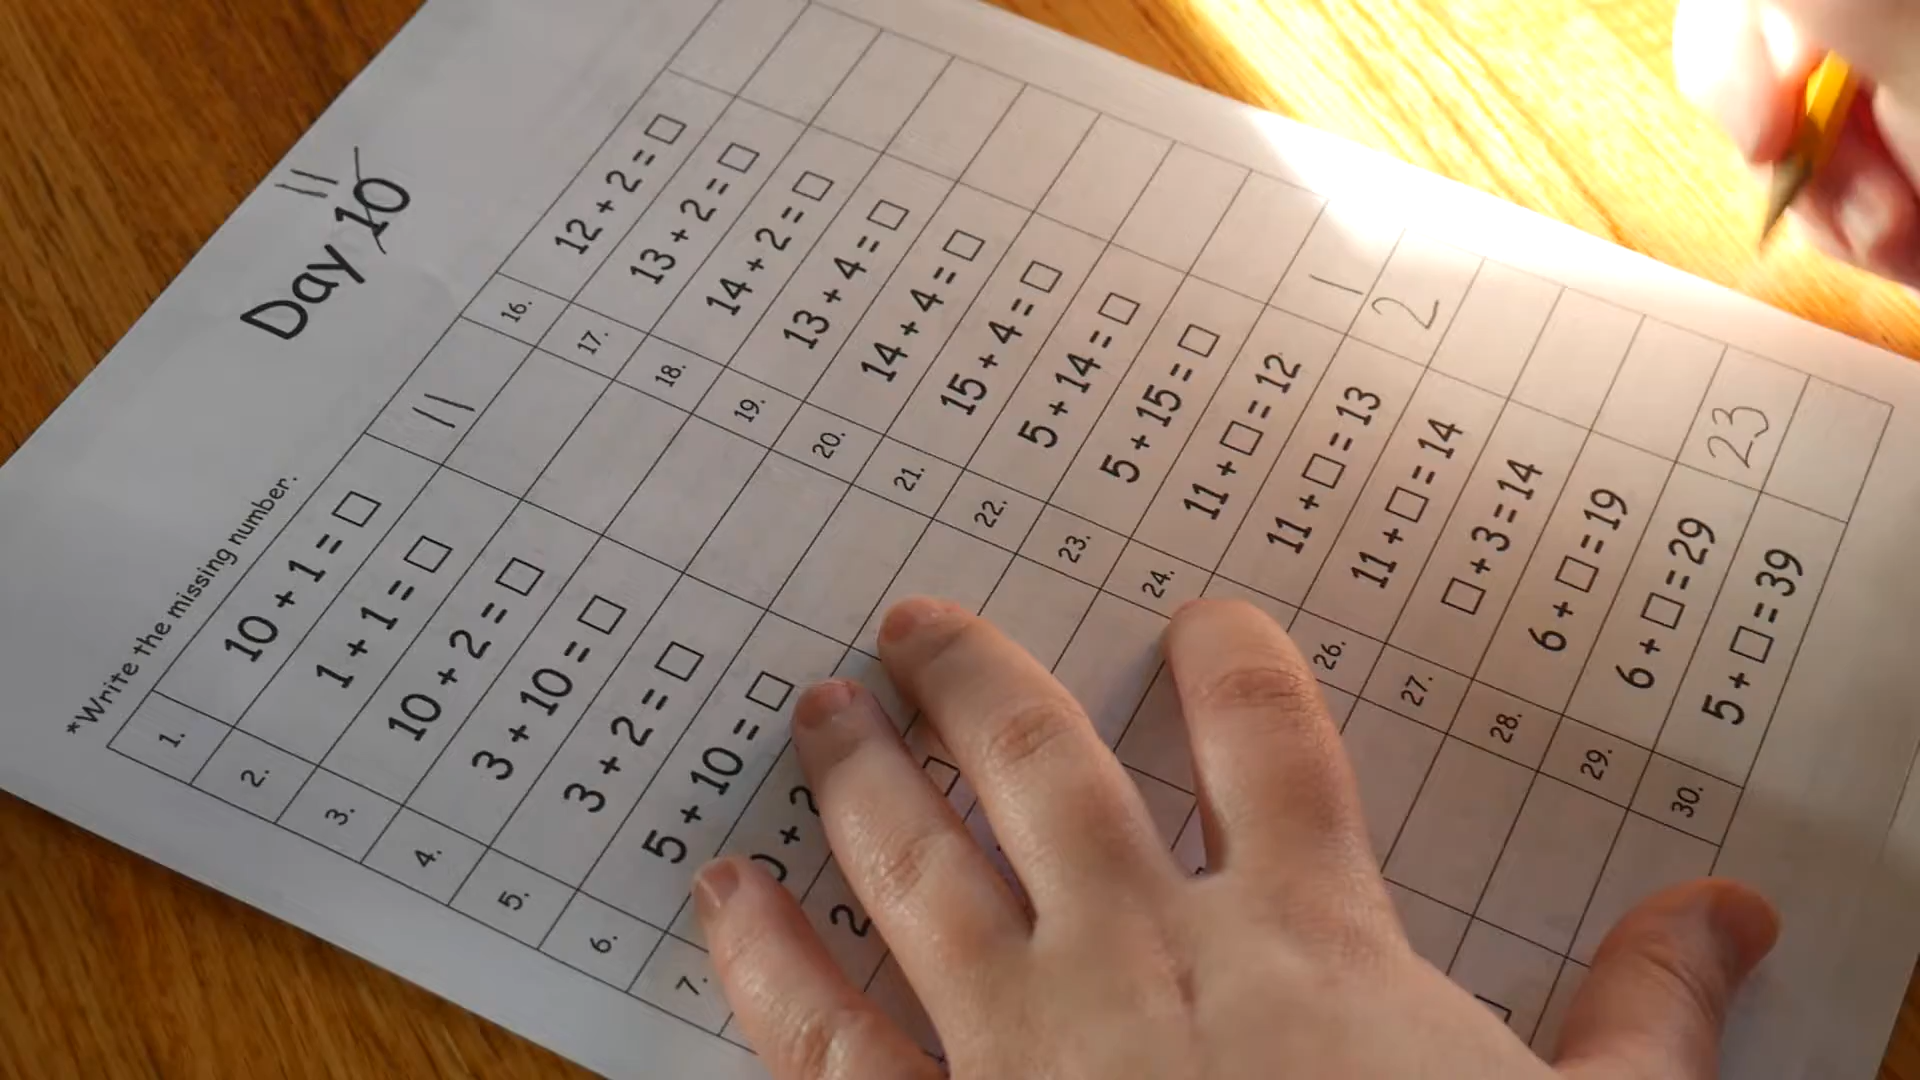 11
Day 10
*Write the missing number.
1. 10 + 1 = □ 11
2. 1 + 1 = □
3. 10 + 2 = □
4. 3 + 10 = □
5. 3 + 2 = □
6. 5 + 10 = □
7.
16. 12 + 2 = □
17. 13 + 2 = □
18. 14 + 2 = □
19. 13 + 4 = □
20. 14 + 4 = □
21. 15 + 4 = □
22. 5 + 14 = □
23. 5 + 15 = □
24. 11 + □ = 12 1
11 + □ = 13 2
26. 11 + □ = 14
27. □ + 3 = 14
28. 6 + □ = 19
29. 6 + □ = 29 23
30. 5 + □ = 39